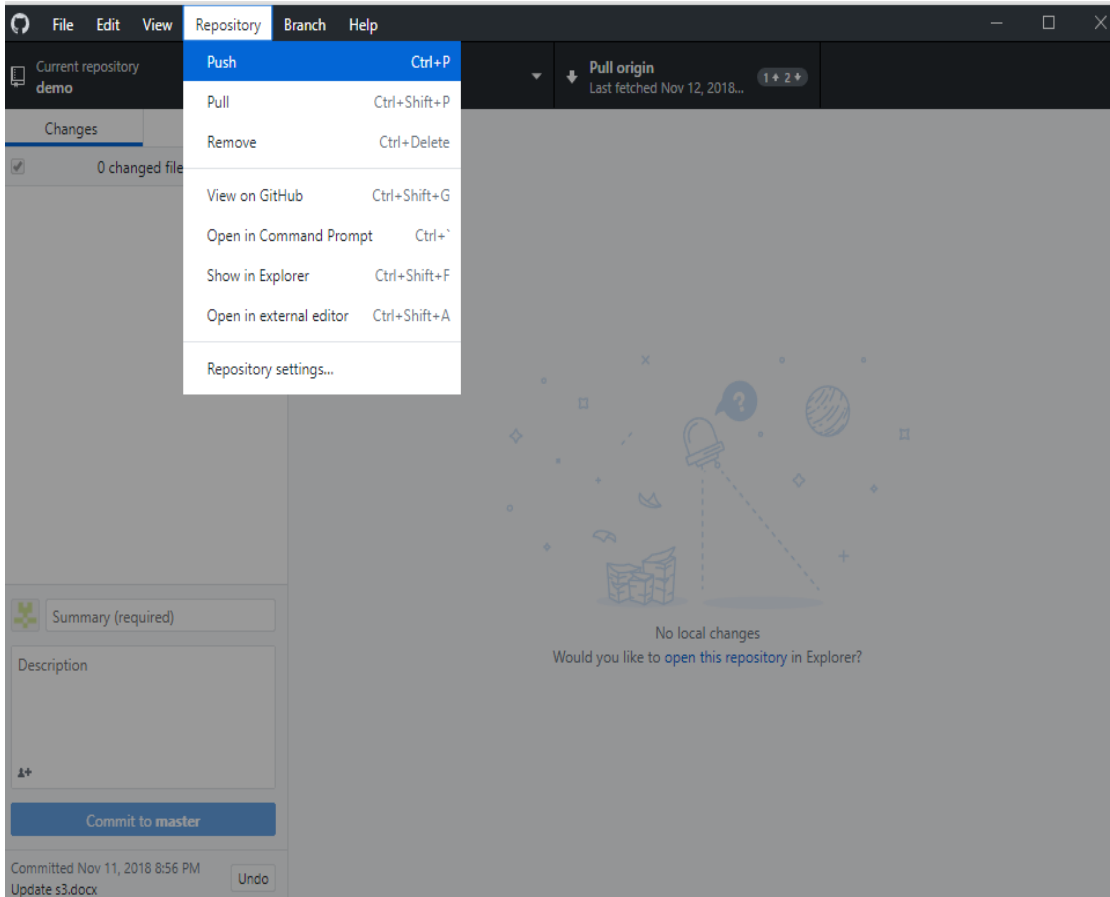 File Edit View Repository Branch Help
Current repository
demo
Pull origin
Last fetched Nov 12, 2018...
1 2
Push Ctrl+P
Pull Ctrl+Shift+P
Remove Ctrl+Delete
View on GitHub Ctrl+Shift+G
Open in Command Prompt Ctrl+`
Show in Explorer Ctrl+Shift+F
Open in external editor Ctrl+Shift+A
Repository settings...
Changes
0 changed file
No local changes
Would you like to open this repository in Explorer?
Summary (required)
Description
Commit to master
Committed Nov 11, 2018 8:56 PM
Update s3.docx
Undo